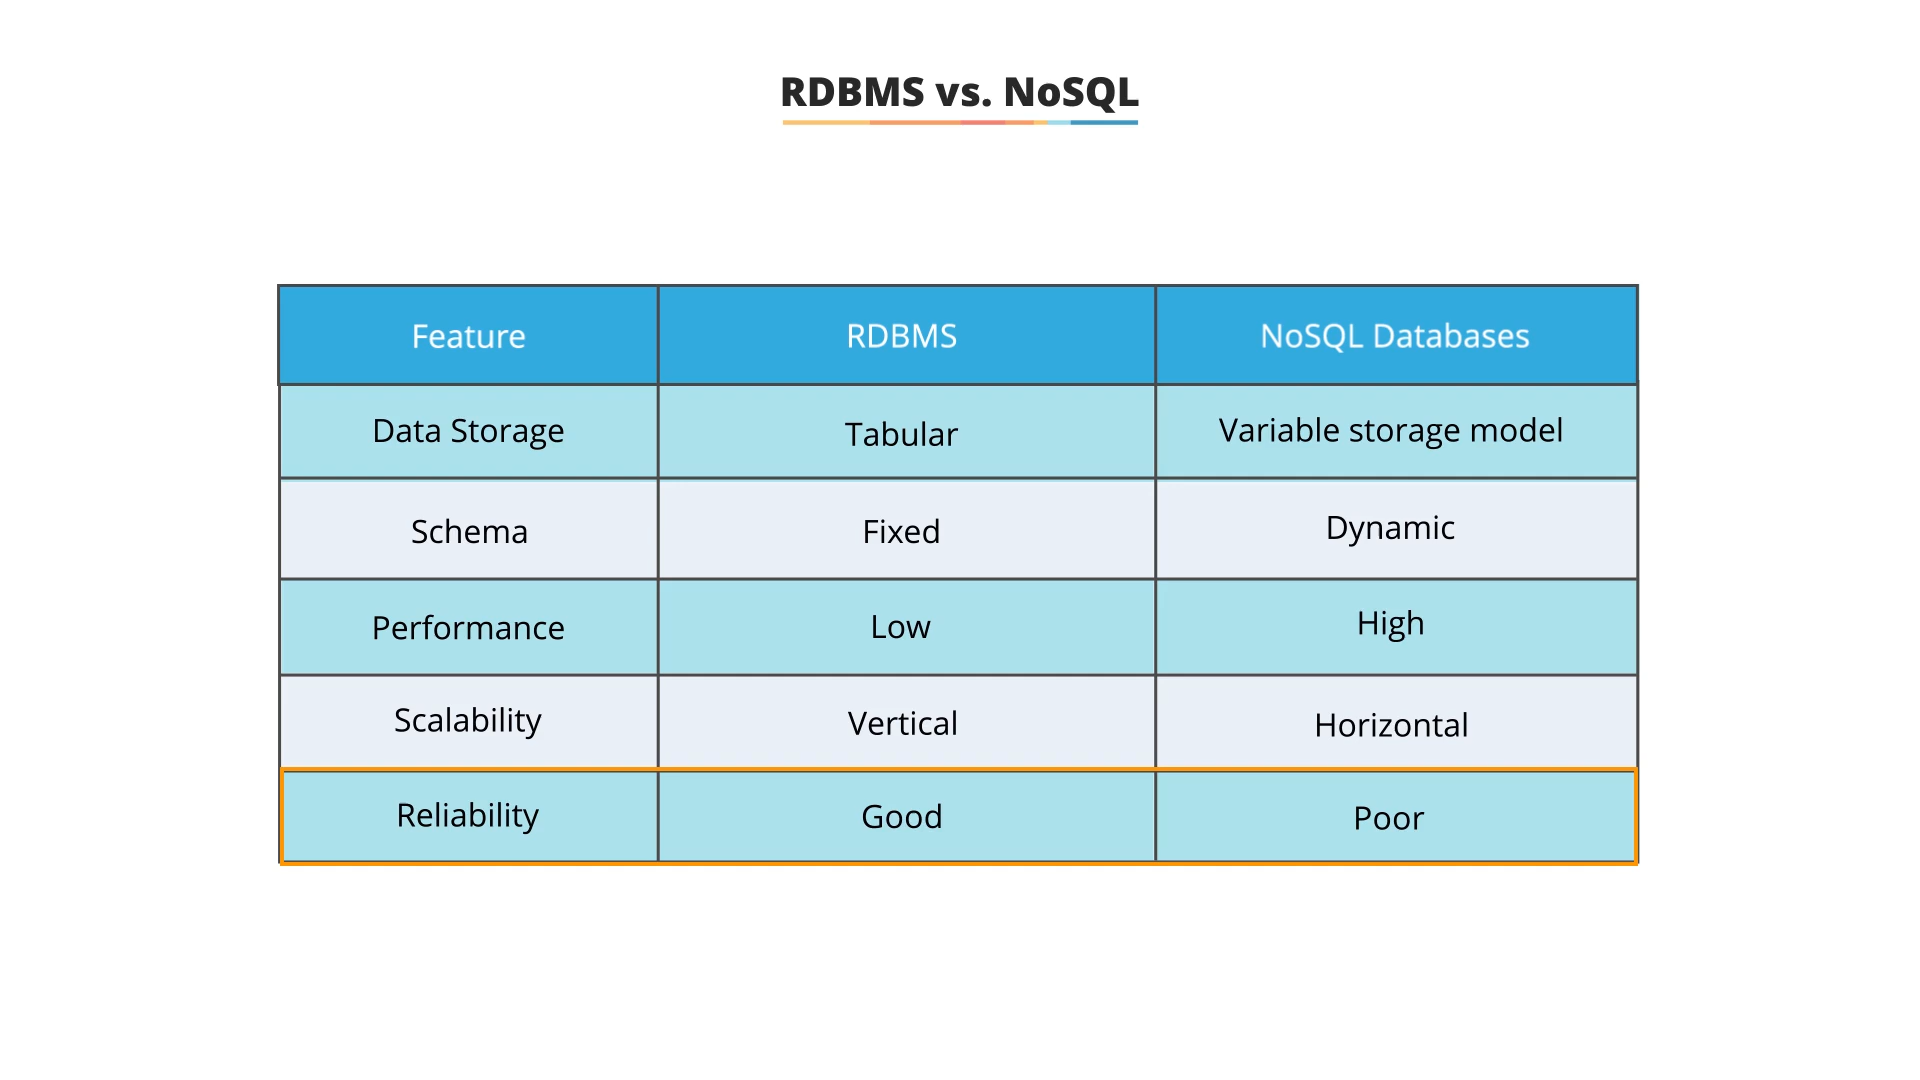 RDBMS vs. NoSQL
Feature RDBMS NoSQL Databases
Data Storage Tabular Variable storage model
Schema Fixed Dynamic
Performance Low High
Scalability Vertical Horizontal
Reliability Good Poor